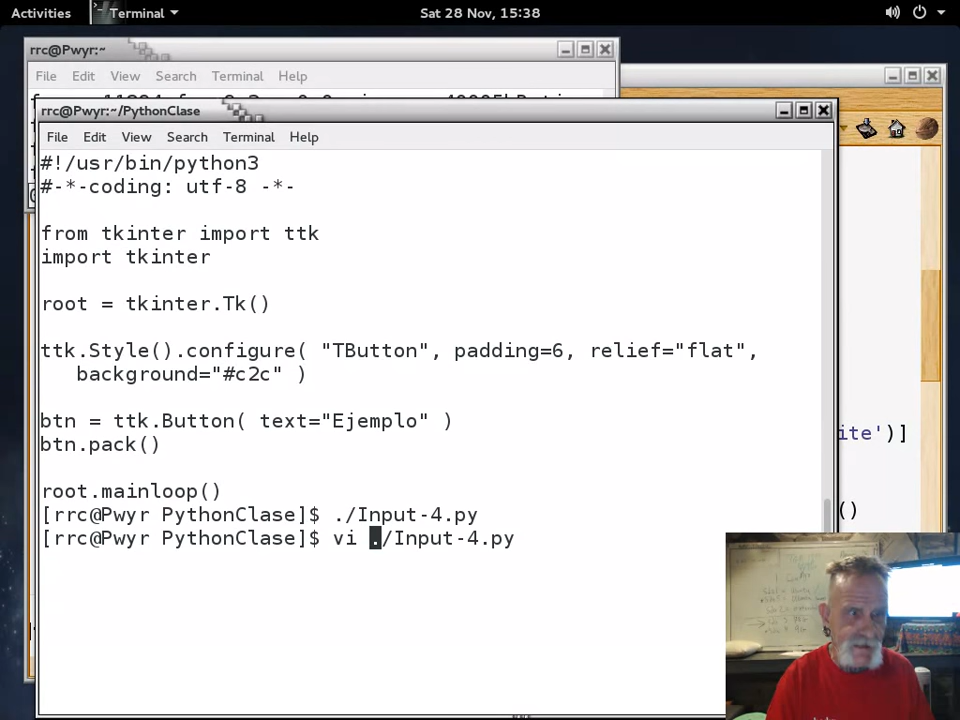 Activities Terminal Sat 28 Nov, 15:38
rrc@Pwyr:~
File Edit View Search Terminal Help
rrc@Pwyr:~/PythonClase
File Edit View Search Terminal Help
#!/usr/bin/python3
#-*-coding: utf-8 -*-
from tkinter import ttk
import tkinter
root = tkinter.Tk()
ttk.Style().configure( "TButton", padding=6, relief="flat",
background="#c2c" )
btn = ttk.Button( text="Ejemplo" )
btn.pack()
root.mainloop()
[rrc@Pwyr PythonClase]$ ./Input-4.py
[rrc@Pwyr PythonClase]$ vi ./Input-4.py
ite')]
()